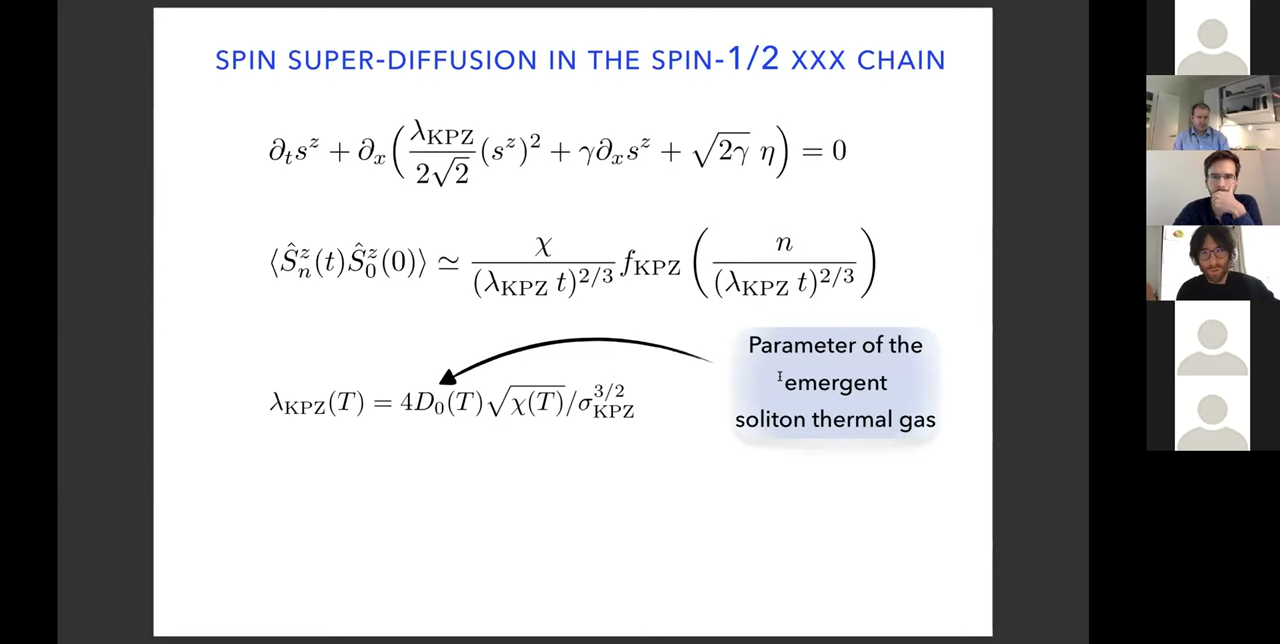 SPIN SUPER-DIFFUSION IN THE SPIN-1/2 XXX CHAIN
∂ₜsᶻ + ∂ₓ( λ_KPZ/(2√2) (sᶻ)² + γ∂ₓsᶻ + √(2γ) η ) = 0
⟨Ŝₙᶻ(t)Ŝ₀ᶻ(0)⟩ ≃ χ/(λ_KPZ t)^{2/3} f_KPZ ( n/(λ_KPZ t)^{2/3} )
Parameter of the
emergent
soliton thermal gas
λ_KPZ(T) = 4D₀(T)√χ(T)/σ_KPZ^{3/2}